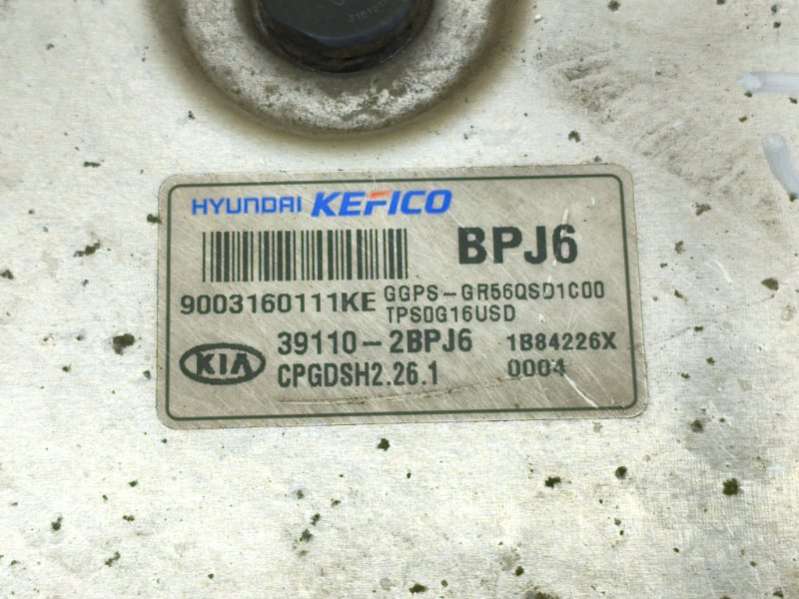 HYUNDAI KEFICO
BPJ6
9003160111KE
GGPS-GR56QSD1C00
TPS0G16USD
KIA
39110-2BPJ6
1B84226X
CPGDSH2.26.1
0004